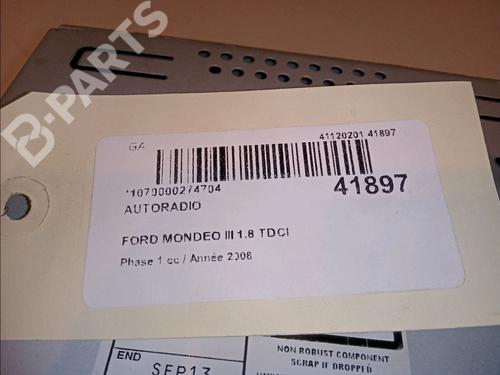 B-PARTS
GA
41120201 41897
*1070000274704
41897
AUTORADIO
FORD MONDEO III 1.8 TDCI
Phase 1 cc / Année 2008
END
SEP13
NON ROBUST COMPONENT
SCRAP IF DROPPED